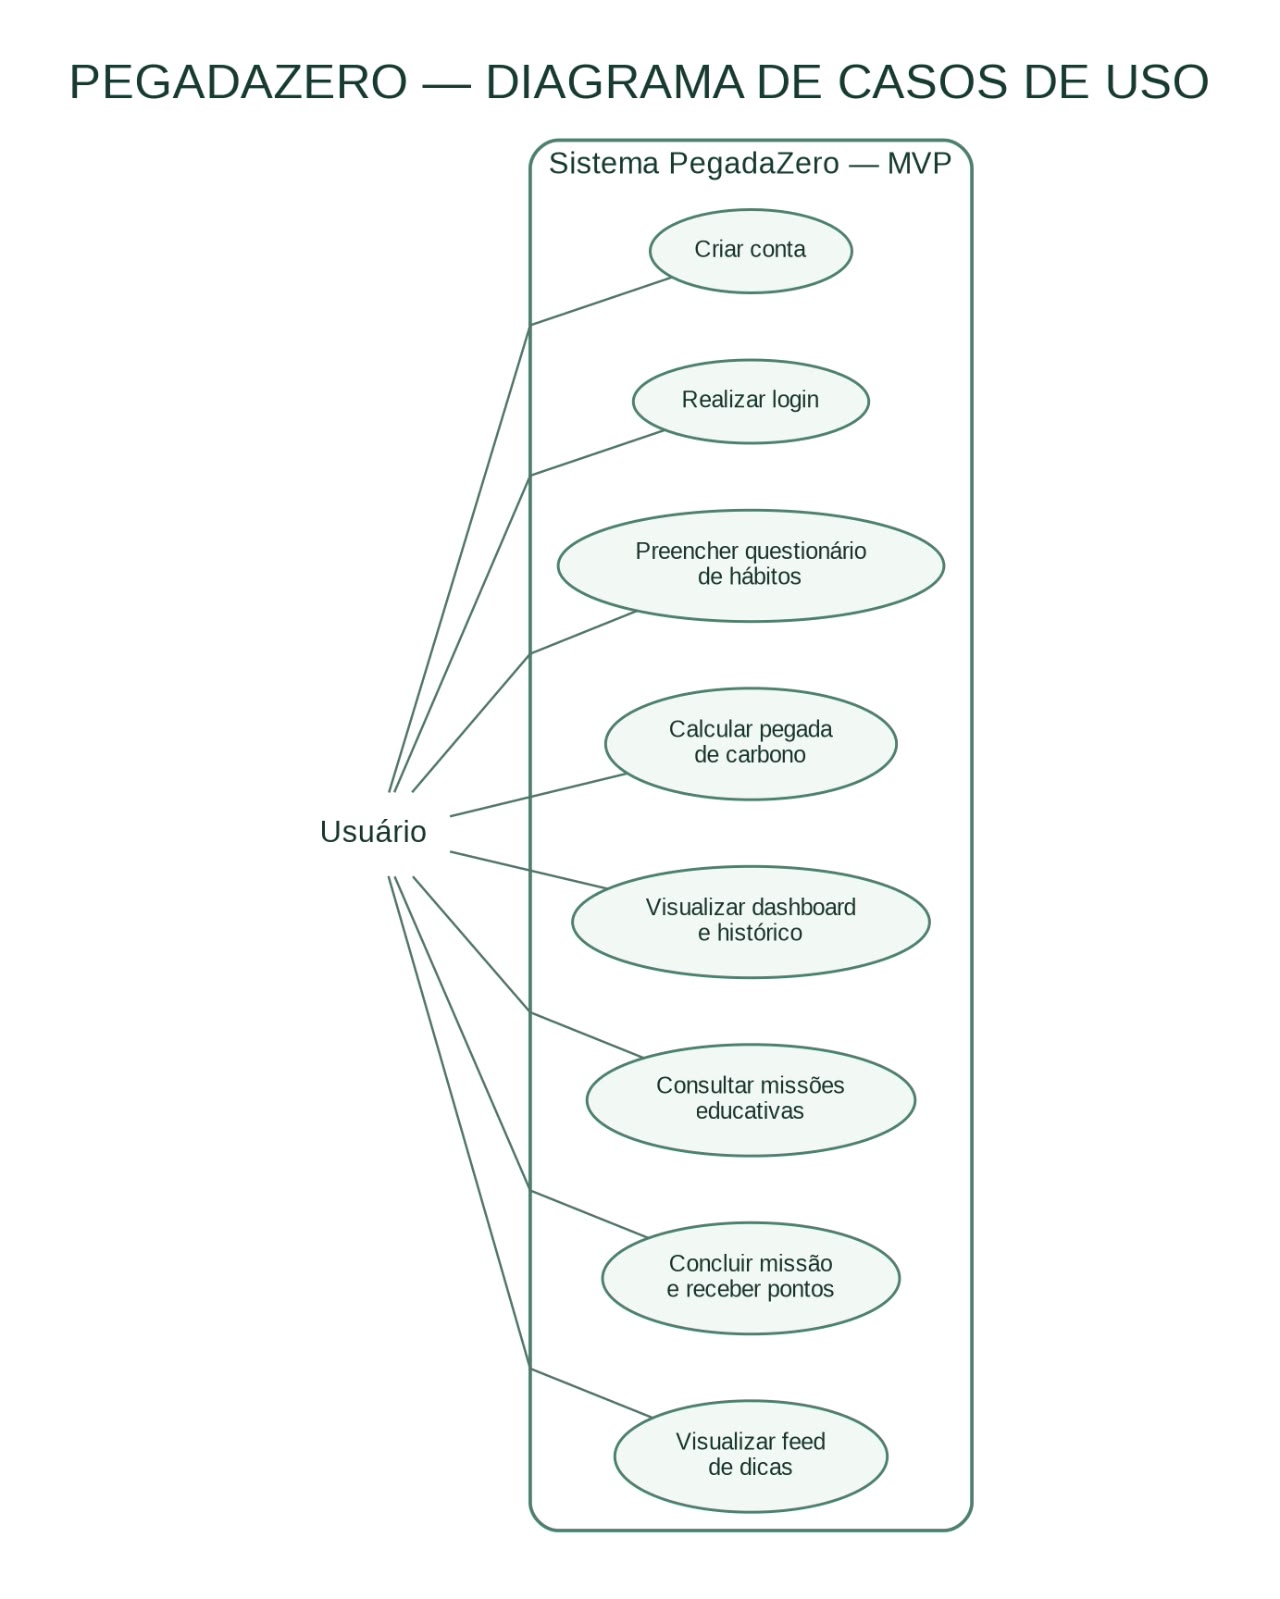 PEGADAZERO — DIAGRAMA DE CASOS DE USO
Sistema PegadaZero — MVP
Criar conta
Realizar login
Preencher questionário
de hábitos
Calcular pegada
de carbono
Usuário
Visualizar dashboard
e histórico
Consultar missões
educativas
Concluir missão
e receber pontos
Visualizar feed
de dicas